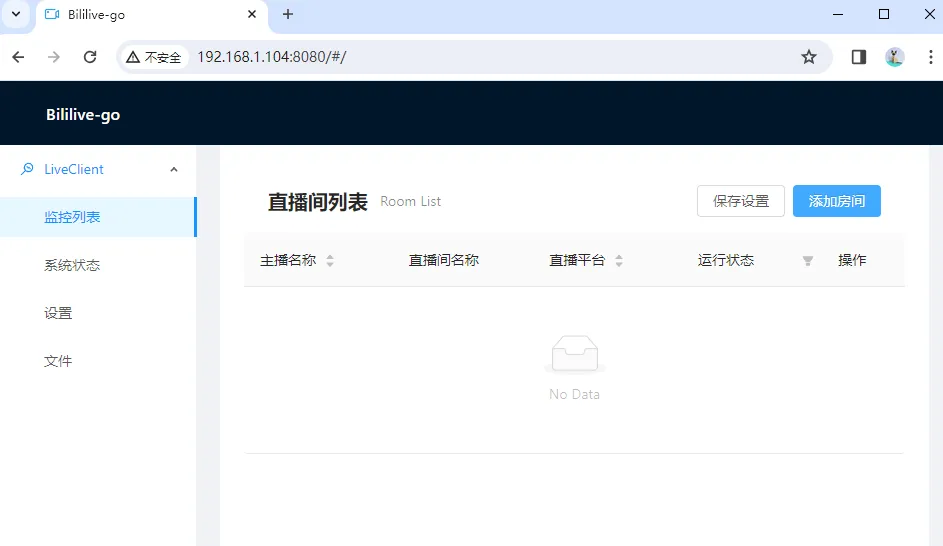 Bililive-go
不安全 192.168.1.104:8080/#/
Bililive-go
LiveClient
监控列表
系统状态
设置
文件
直播间列表 Room List 保存设置 添加房间
主播名称 直播间名称 直播平台 运行状态 操作
No Data